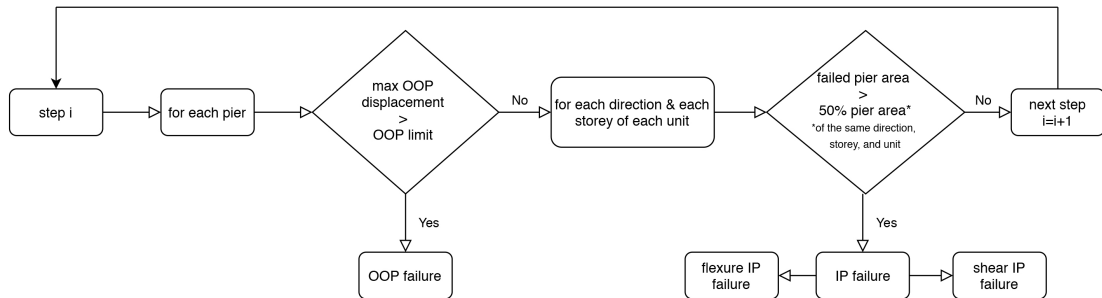 step i
for each pier
max OOP
displacement
>
OOP limit
No
for each direction & each
storey of each unit
failed pier area
>
50% pier area*
*of the same direction,
storey, and unit
No
next step
i=i+1
Yes
OOP failure
Yes
flexure IP
failure
IP failure
shear IP
failure